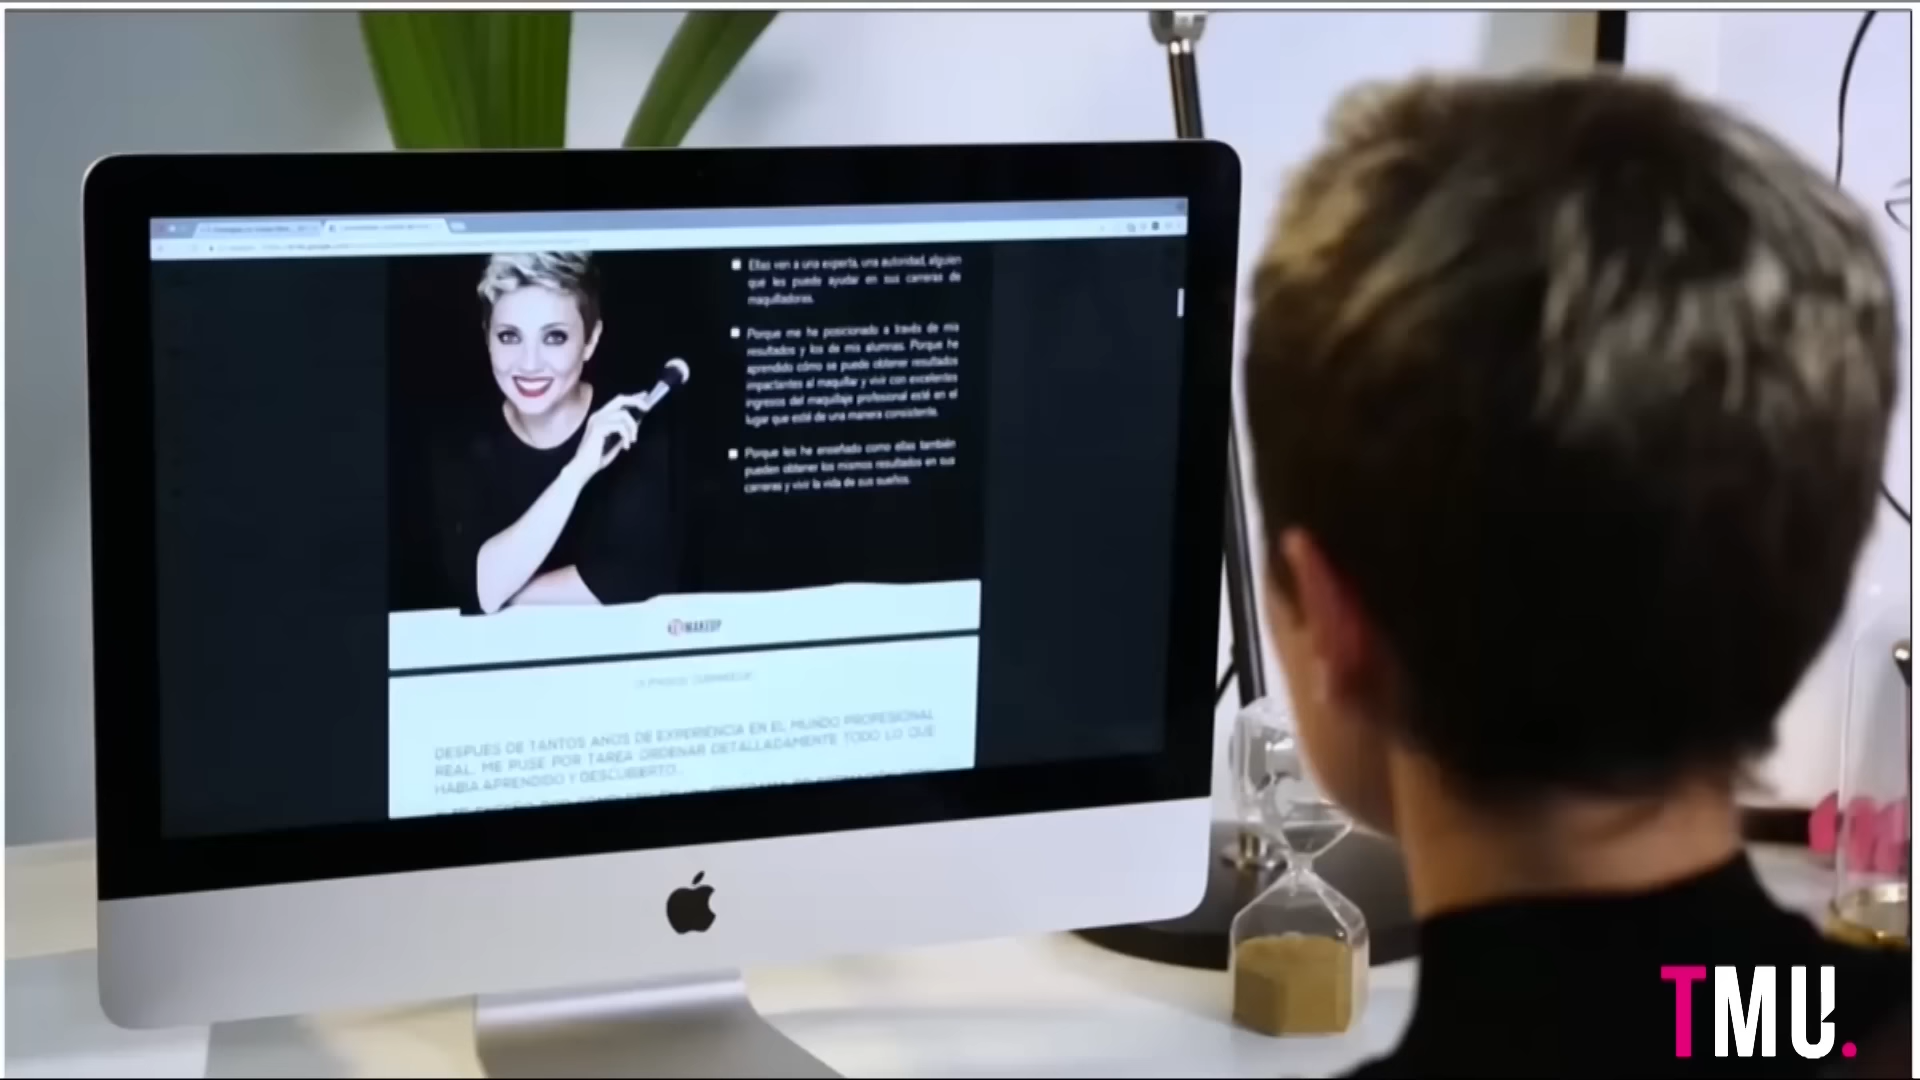 Ellas ven a una experta, una autoridad, alguien
que les puede ayudar en sus carreras de
maquilladoras.
Porque me he posicionado a través de mis
resultados y los de mis alumnas. Porque he
aprendido cómo se puede obtener resultados
impactantes al maquillar y vivir con excelentes
ingresos del maquillaje profesional esté en el
lugar que esté de una manera consistente.
Porque les he enseñado como ellas también
pueden obtener los mismos resultados en sus
carreras y vivir la vida de sus sueños.
MAKEUP
DESPUES DE TANTOS AÑOS DE EXPERIENCIA EN EL MUNDO PROFESIONAL
REAL, ME PUSE POR TAREA ORDENAR DETALLADAMENTE TODO LO QUE
HABIA APRENDIDO Y DESCUBIERTO...
TMU.